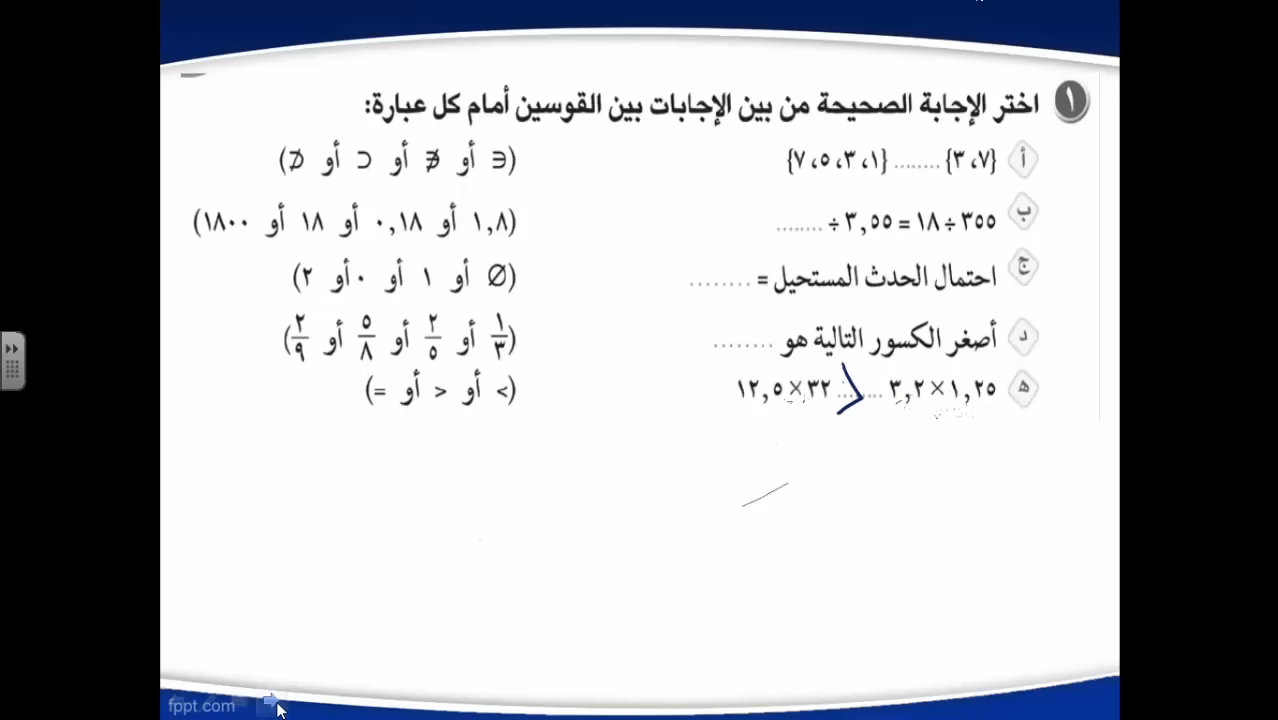 ١ اختر الإجابة الصحيحة من بين الإجابات بين القوسين أمام كل عبارة:
أ {٣ ،٧} ........ {٧ ،٥ ،٣ ،١} (∋ أو ∌ أو ⊃ أو ⊅)
ب ٣٥٥ ÷ ١٨ = ٣,٥٥ ÷ ........ (١,٨ أو ٠,١٨ أو ١٨ أو ١٨٠٠)
ج احتمال الحدث المستحيل = ........ (∅ أو ١ أو ٠ أو ٢)
د أصغر الكسور التالية هو ........ (١/٣ أو ٢/٥ أو ٥/٨ أو ٢/٩)
ه ١,٢٥ × ٣,٢ ........ > ٣٢ × ١٢,٥ (> أو < أو =)
fppt.com